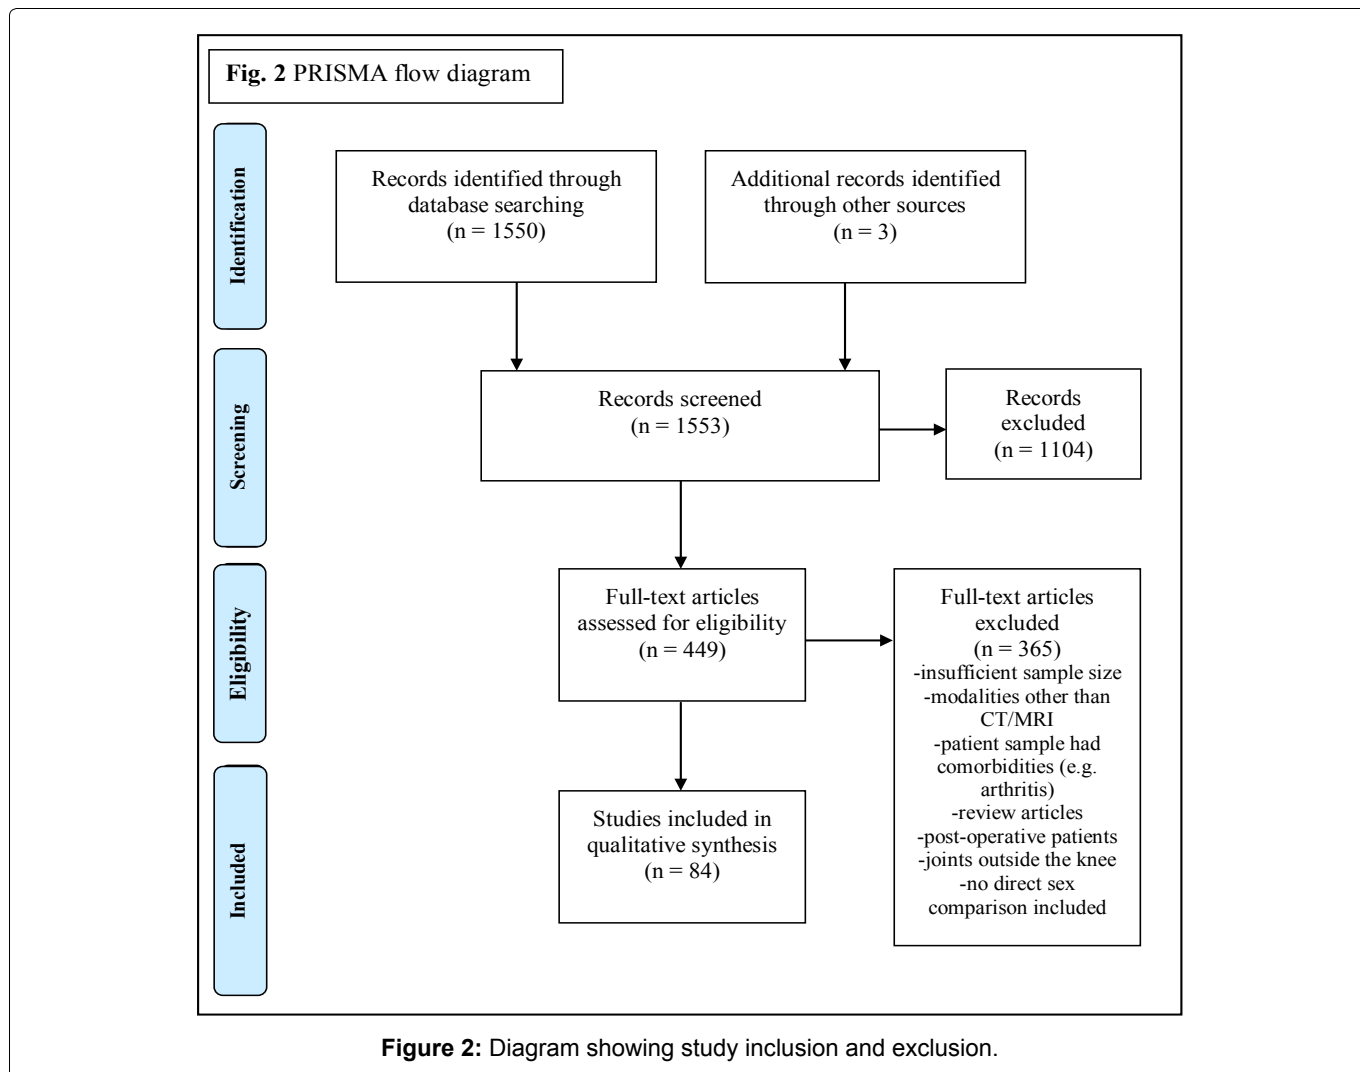 Fig. 2 PRISMA flow diagram
Identification
Records identified through
database searching
(n = 1550)
Additional records identified
through other sources
(n = 3)
Screening
Records screened
(n = 1553)
Records
excluded
(n = 1104)
Eligibility
Full-text articles
assessed for eligibility
(n = 449)
Full-text articles
excluded
(n = 365)
-insufficient sample size
-modalities other than
CT/MRI
-patient sample had
comorbidities (e.g.
arthritis)
-review articles
-post-operative patients
-joints outside the knee
-no direct sex
comparison included
Included
Studies included in
qualitative synthesis
(n = 84)
Figure 2: Diagram showing study inclusion and exclusion.